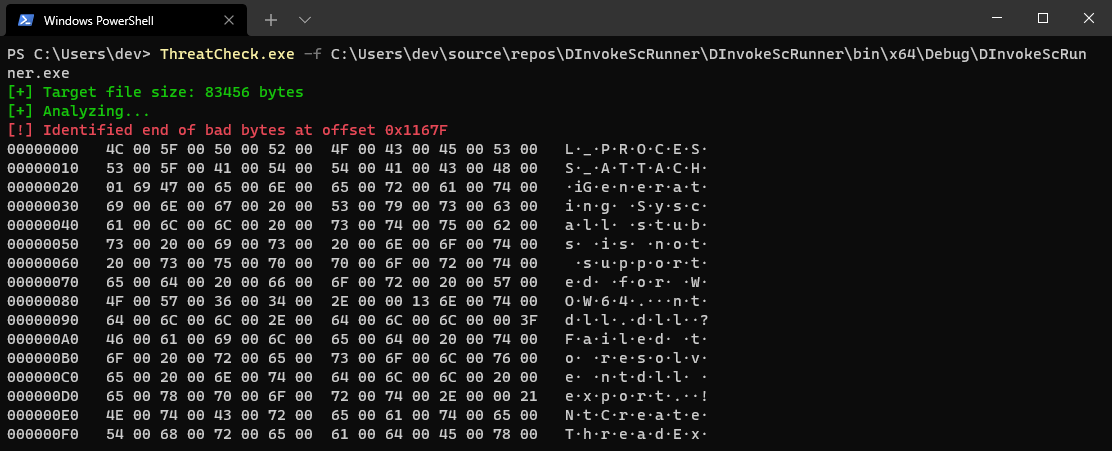 Windows PowerShell
PS C:\Users\dev> ThreatCheck.exe -f C:\Users\dev\source\repos\DInvokeScRunner\DInvokeScRunner\bin\x64\Debug\DInvokeScRun
ner.exe
[+] Target file size: 83456 bytes
[+] Analyzing...
[!] Identified end of bad bytes at offset 0x1167F
00000000   4C 00 5F 00 50 00 52 00  4F 00 43 00 45 00 53 00   L·_·P·R·O·C·E·S·
00000010   53 00 5F 00 41 00 54 00  54 00 41 00 43 00 48 00   S·_·A·T·T·A·C·H·
00000020   01 69 47 00 65 00 6E 00  65 00 72 00 61 00 74 00   ·iG·e·n·e·r·a·t·
00000030   69 00 6E 00 67 00 20 00  53 00 79 00 73 00 63 00   i·n·g· ·S·y·s·c·
00000040   61 00 6C 00 6C 00 20 00  73 00 74 00 75 00 62 00   a·l·l· ·s·t·u·b·
00000050   73 00 20 00 69 00 73 00  20 00 6E 00 6F 00 74 00   s· ·i·s· ·n·o·t·
00000060   20 00 73 00 75 00 70 00  70 00 6F 00 72 00 74 00    ·s·u·p·p·o·r·t·
00000070   65 00 64 00 20 00 66 00  6F 00 72 00 20 00 57 00   e·d· ·f·o·r· ·W·
00000080   4F 00 57 00 36 00 34 00  2E 00 00 13 6E 00 74 00   O·W·6·4·.···n·t·
00000090   64 00 6C 00 6C 00 2E 00  64 00 6C 00 6C 00 00 3F   d·l·l·.·d·l·l··?
000000A0   46 00 61 00 69 00 6C 00  65 00 64 00 20 00 74 00   F·a·i·l·e·d· ·t·
000000B0   6F 00 20 00 72 00 65 00  73 00 6F 00 6C 00 76 00   o· ·r·e·s·o·l·v·
000000C0   65 00 20 00 6E 00 74 00  64 00 6C 00 6C 00 20 00   e· ·n·t·d·l·l· ·
000000D0   65 00 78 00 70 00 6F 00  72 00 74 00 2E 00 00 21   e·x·p·o·r·t·.··!
000000E0   4E 00 74 00 43 00 72 00  65 00 61 00 74 00 65 00   N·t·C·r·e·a·t·e·
000000F0   54 00 68 00 72 00 65 00  61 00 64 00 45 00 78 00   T·h·r·e·a·d·E·x·